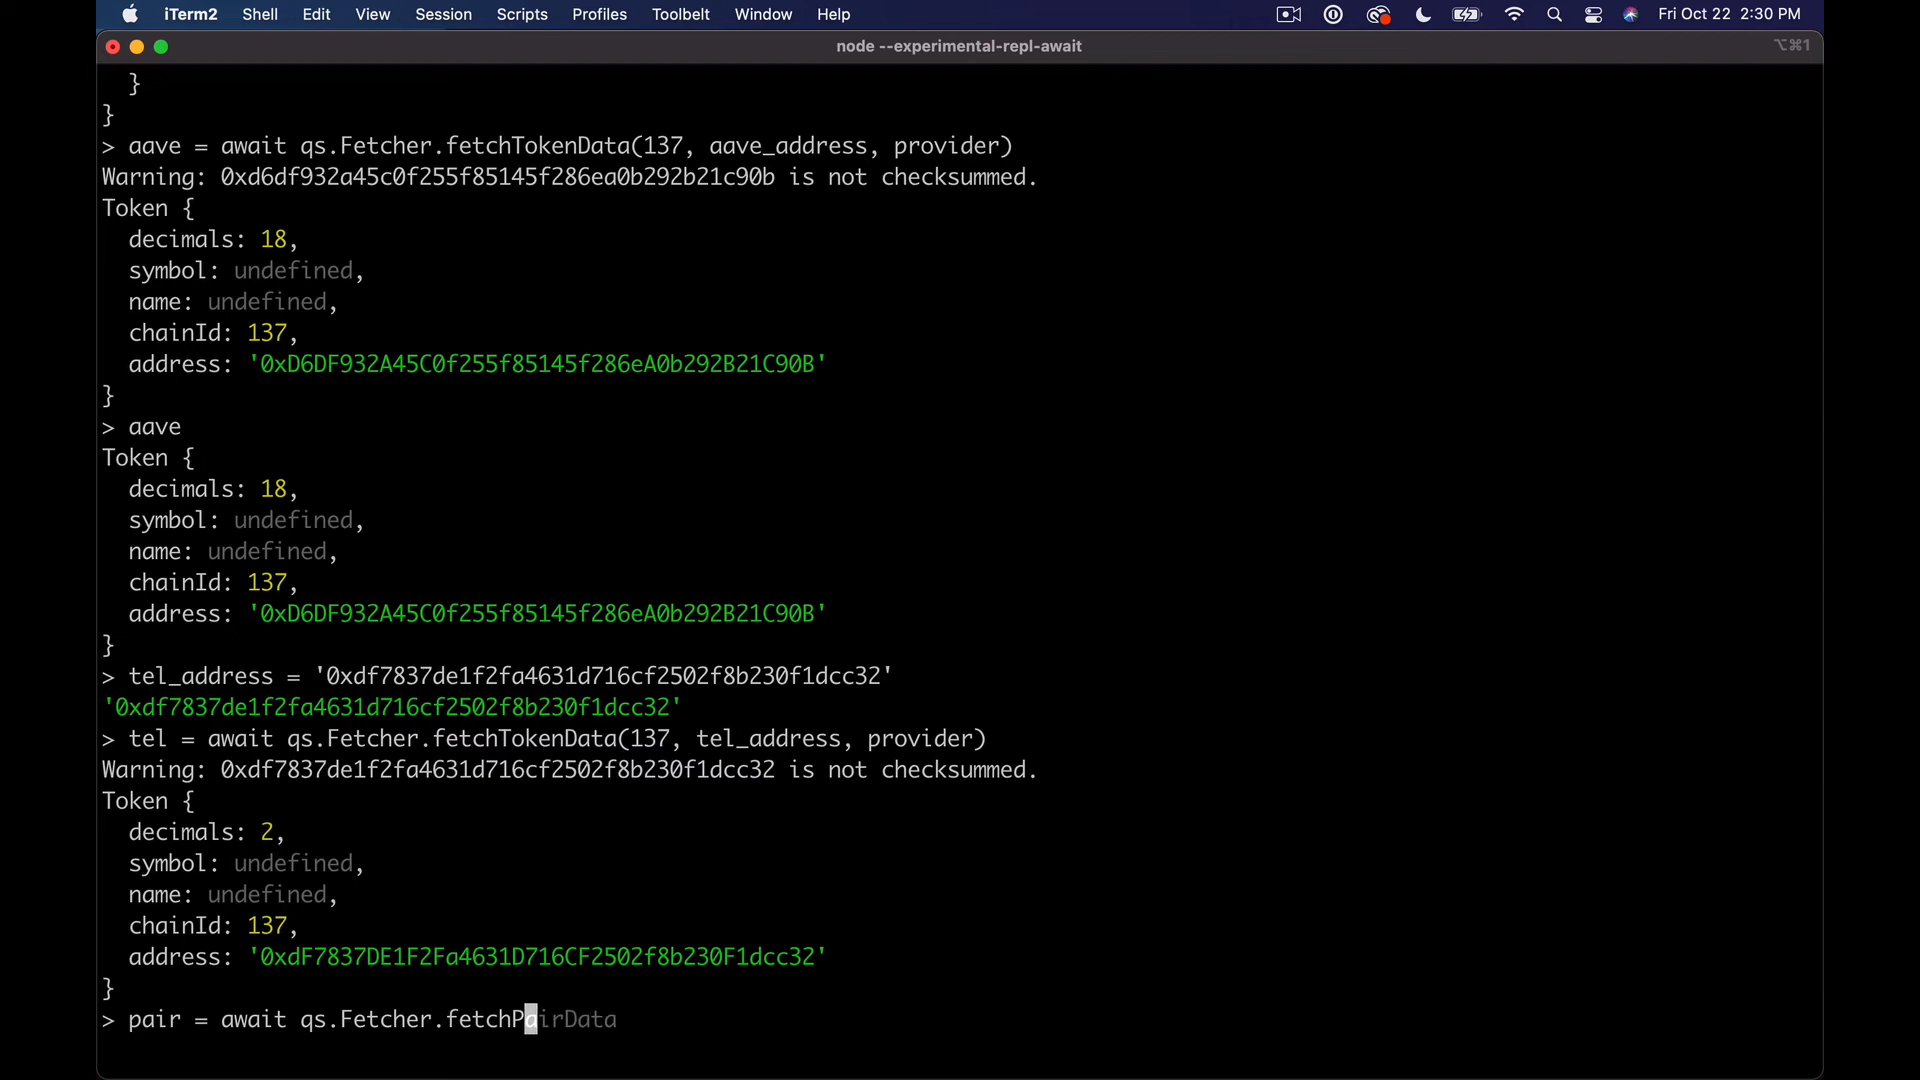 iTerm2 Shell Edit View Session Scripts Profiles Toolbelt Window Help Fri Oct 22 2:30 PM
node --experimental-repl-await ⌥⌘1
  }
}
> aave = await qs.Fetcher.fetchTokenData(137, aave_address, provider)
Warning: 0xd6df932a45c0f255f85145f286ea0b292b21c90b is not checksummed.
Token {
  decimals: 18,
  symbol: undefined,
  name: undefined,
  chainId: 137,
  address: '0xD6DF932A45C0f255f85145f286eA0b292B21C90B'
}
> aave
Token {
  decimals: 18,
  symbol: undefined,
  name: undefined,
  chainId: 137,
  address: '0xD6DF932A45C0f255f85145f286eA0b292B21C90B'
}
> tel_address = '0xdf7837de1f2fa4631d716cf2502f8b230f1dcc32'
'0xdf7837de1f2fa4631d716cf2502f8b230f1dcc32'
> tel = await qs.Fetcher.fetchTokenData(137, tel_address, provider)
Warning: 0xdf7837de1f2fa4631d716cf2502f8b230f1dcc32 is not checksummed.
Token {
  decimals: 2,
  symbol: undefined,
  name: undefined,
  chainId: 137,
  address: '0xdF7837DE1F2Fa4631D716CF2502f8b230F1dcc32'
}
> pair = await qs.Fetcher.fetchPairData